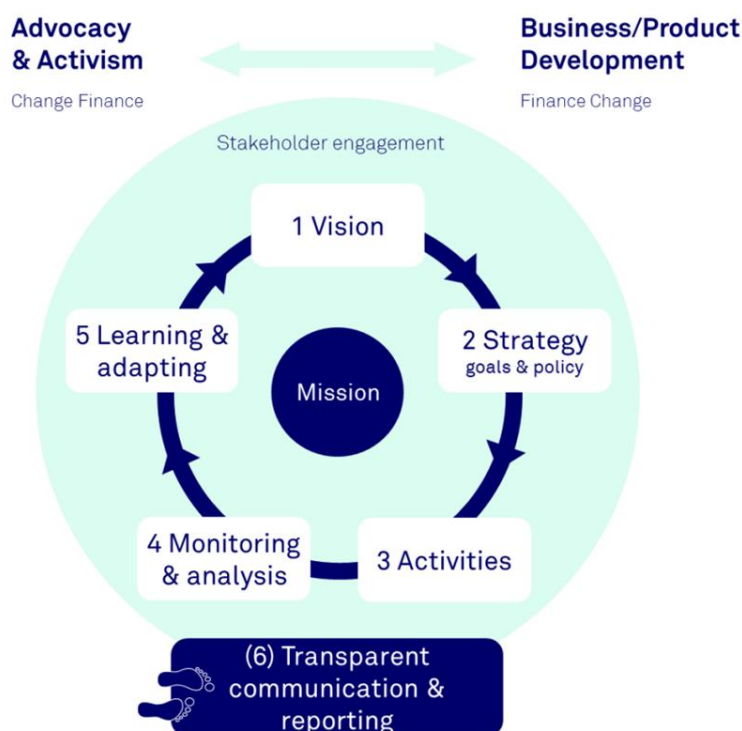 Advocacy
& Activism
Change Finance
Business/Product
Development
Finance Change
Stakeholder engagement
1 Vision
5 Learning &
adapting
2 Strategy
goals & policy
Mission
4 Monitoring
& analysis
3 Activities
(6) Transparent
communication &
reporting